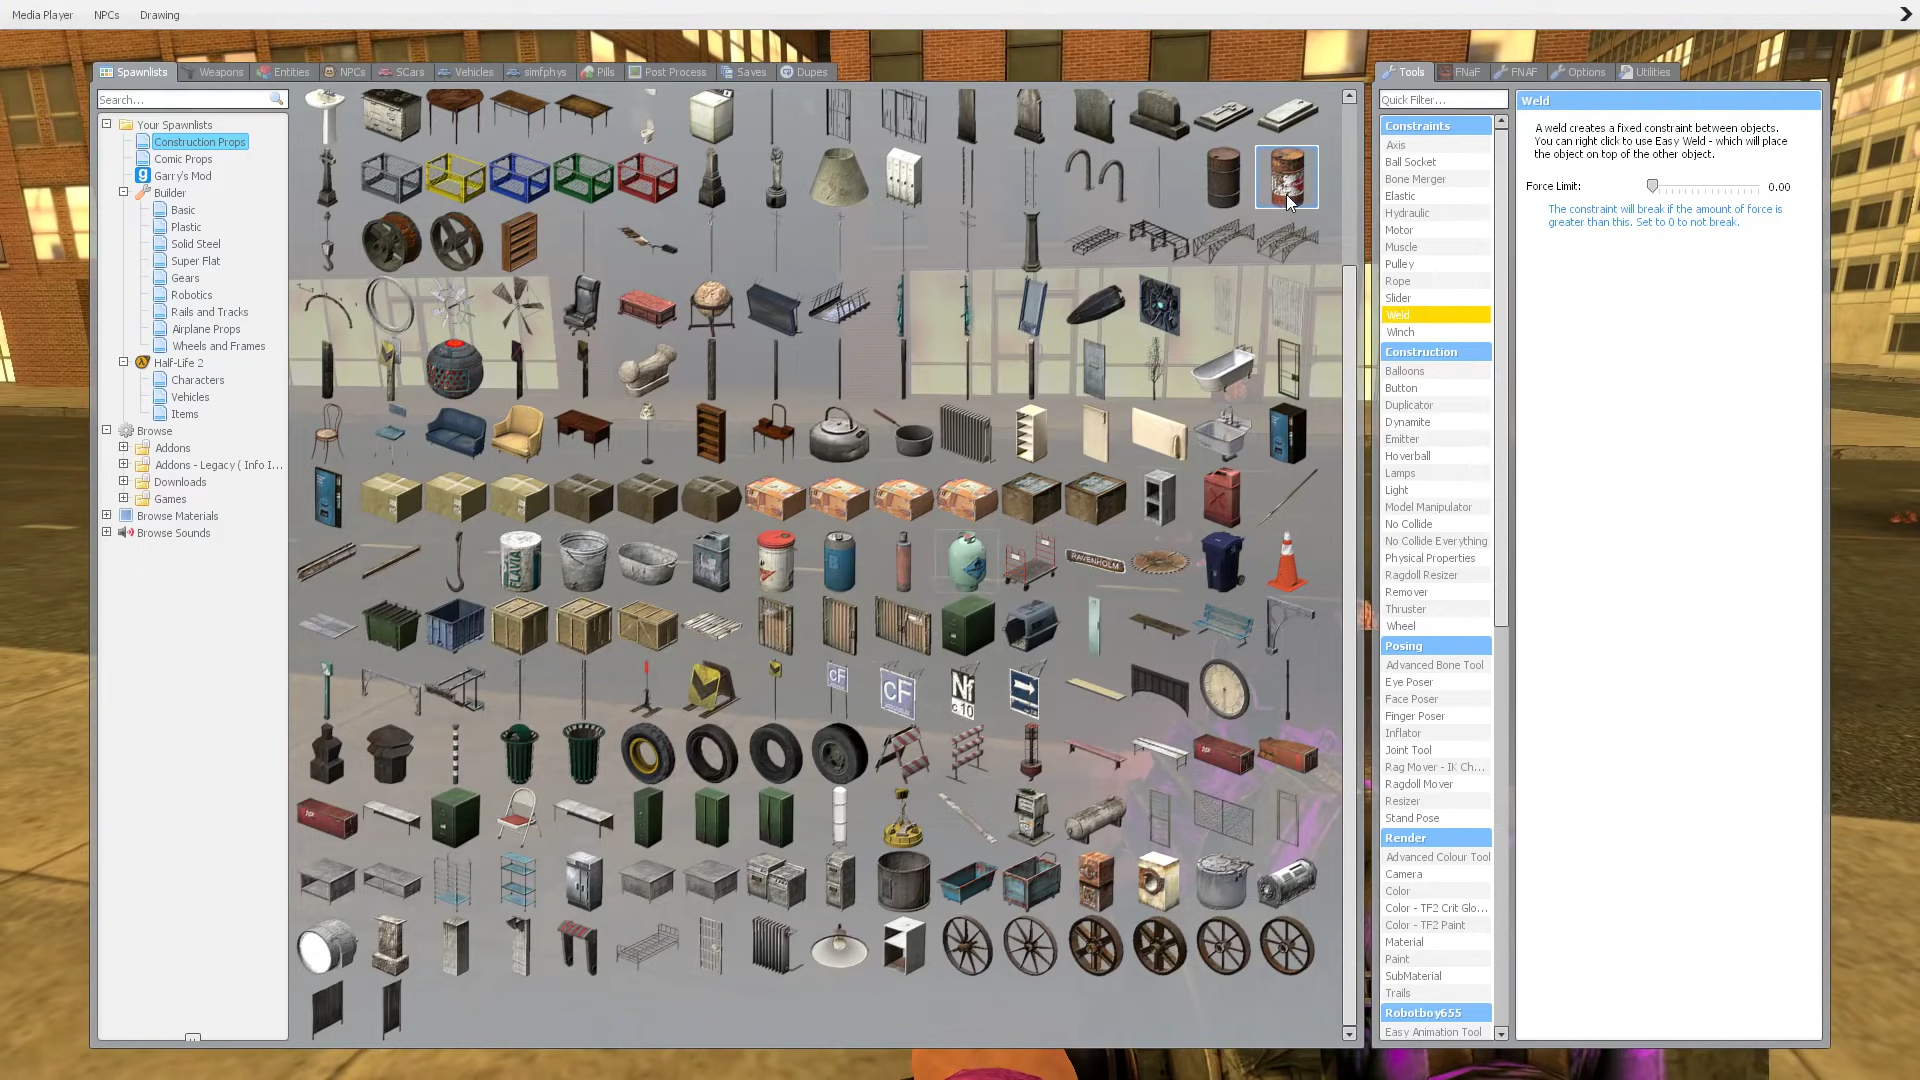 Media Player NPCs Drawing
Spawnlists Weapons Entities NPCs SCars Vehicles simfphys Pills Post Process Saves Dupes
Search...
Your Spawnlists
Construction Props
Comic Props
Garry's Mod
Builder
Basic
Plastic
Solid Steel
Super Flat
Gears
Robotics
Rails and Tracks
Airplane Props
Wheels and Frames
Half-Life 2
Characters
Vehicles
Items
Browse
Addons
Addons - Legacy ( Info I...
Downloads
Games
Browse Materials
Browse Sounds
RAVENHOLM
cF
cF
Nf
c 10
Tools FNaF FNAF Options Utilities
Quick Filter...
Constraints
Axis
Ball Socket
Bone Merger
Elastic
Hydraulic
Motor
Muscle
Pulley
Rope
Slider
Weld
Winch
Construction
Balloons
Button
Duplicator
Dynamite
Emitter
Hoverball
Lamps
Light
Model Manipulator
No Collide
No Collide Everything
Physical Properties
Ragdoll Resizer
Remover
Thruster
Wheel
Posing
Advanced Bone Tool
Eye Poser
Face Poser
Finger Poser
Inflator
Joint Tool
Rag Mover - IK Ch...
Ragdoll Mover
Resizer
Stand Pose
Render
Advanced Colour Tool
Camera
Color
Color - TF2 Crit Glo...
Color - TF2 Paint
Material
Paint
SubMaterial
Trails
Robotboy655
Easy Animation Tool
Weld
A weld creates a fixed constraint between objects.
You can right click to use Easy Weld - which will place
the object on top of the other object.
Force Limit: 0.00
The constraint will break if the amount of force is
greater than this. Set to 0 to not break.